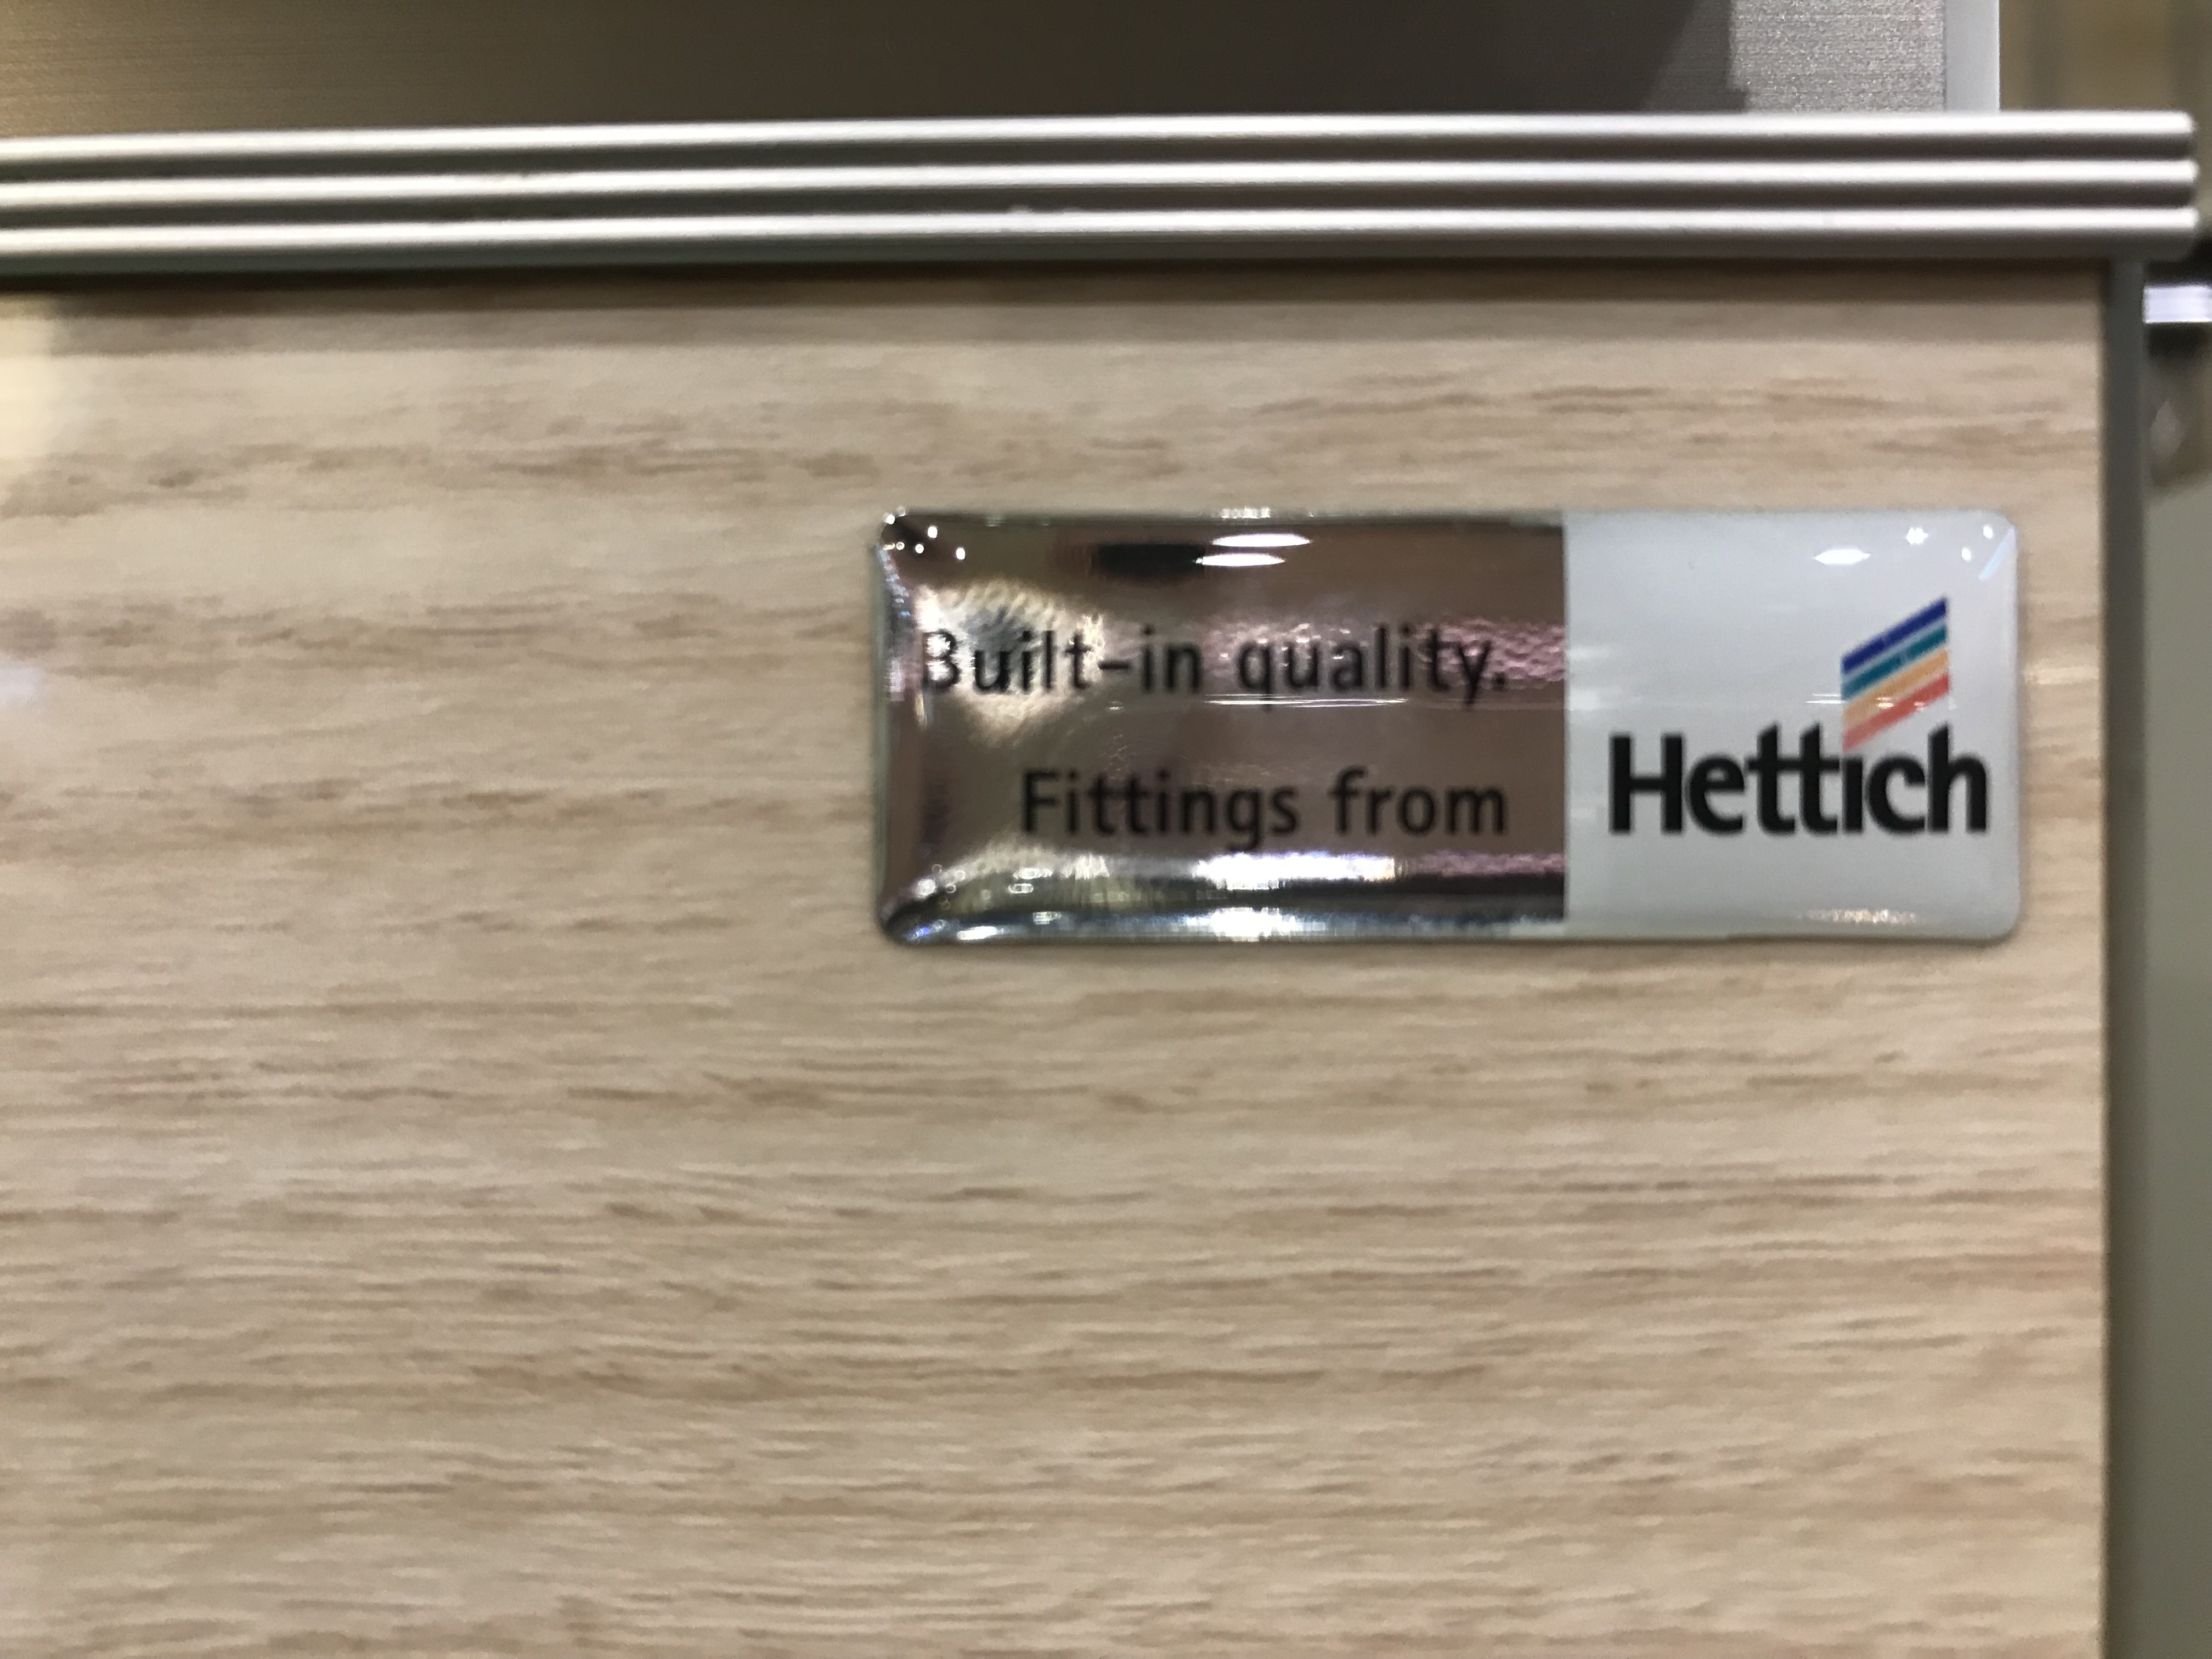 Built-in quality.
Fittings from
Hettich